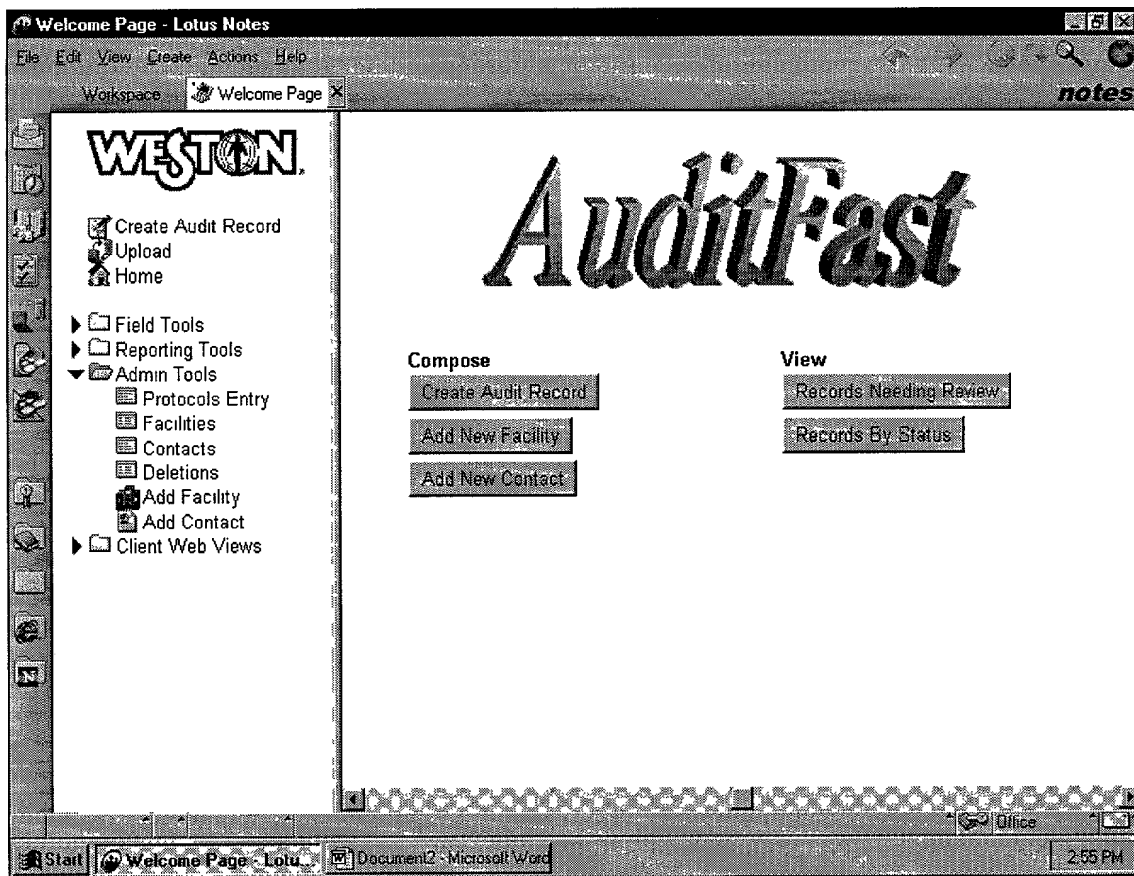 Welcome Page - Lotus Notes
File Edit View Create Actions Help
Workspace Welcome Page
notes
WESTON.
Create Audit Record
Upload
Home
Field Tools
Reporting Tools
Admin Tools
Protocols Entry
Facilities
Contacts
Deletions
Add Facility
Add Contact
Client Web Views
AuditFast
Compose
Create Audit Record
Add New Facility
Add New Contact
View
Records Needing Review
Records By Status
Office
Start Welcome Page - Lotu... Document2 - Microsoft Word 2:55 PM